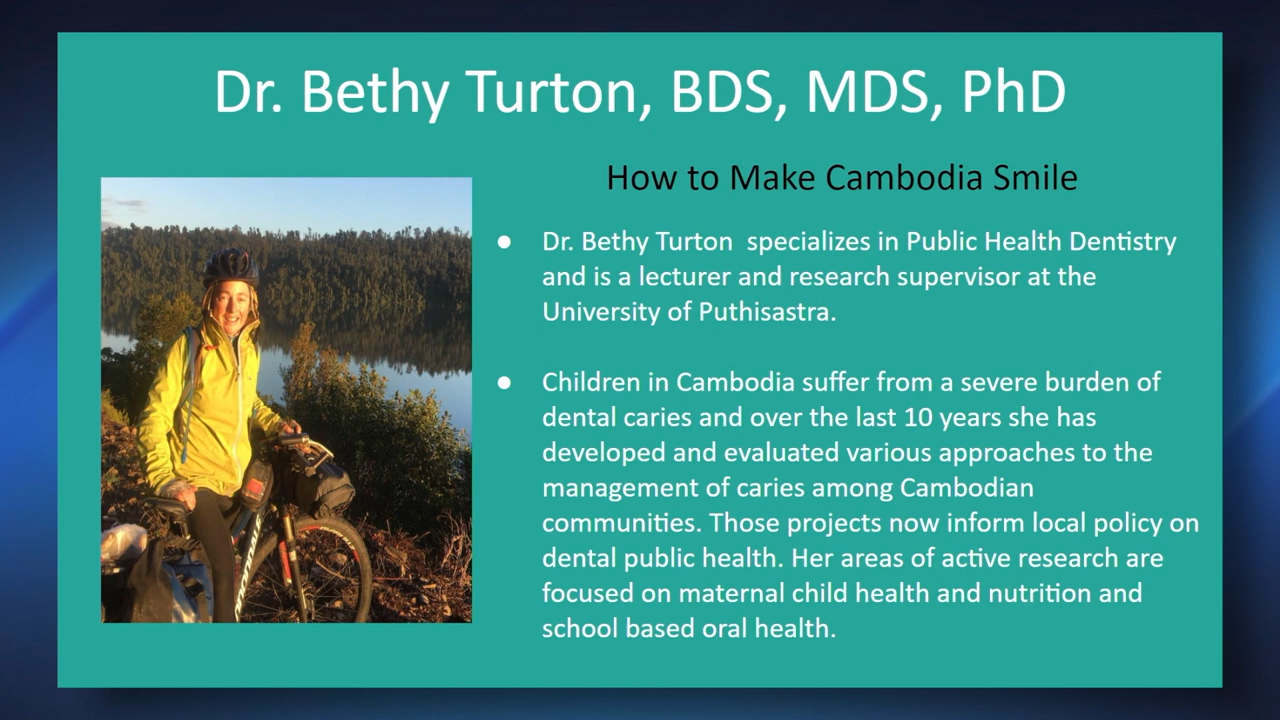 Dr. Bethy Turton, BDS, MDS, PhD
How to Make Cambodia Smile
● Dr. Bethy Turton  specializes in Public Health Dentistry
and is a lecturer and research supervisor at the
University of Puthisastra.
● Children in Cambodia suffer from a severe burden of
dental caries and over the last 10 years she has
developed and evaluated various approaches to the
management of caries among Cambodian
communities. Those projects now inform local policy on
dental public health. Her areas of active research are
focused on maternal child health and nutrition and
school based oral health.